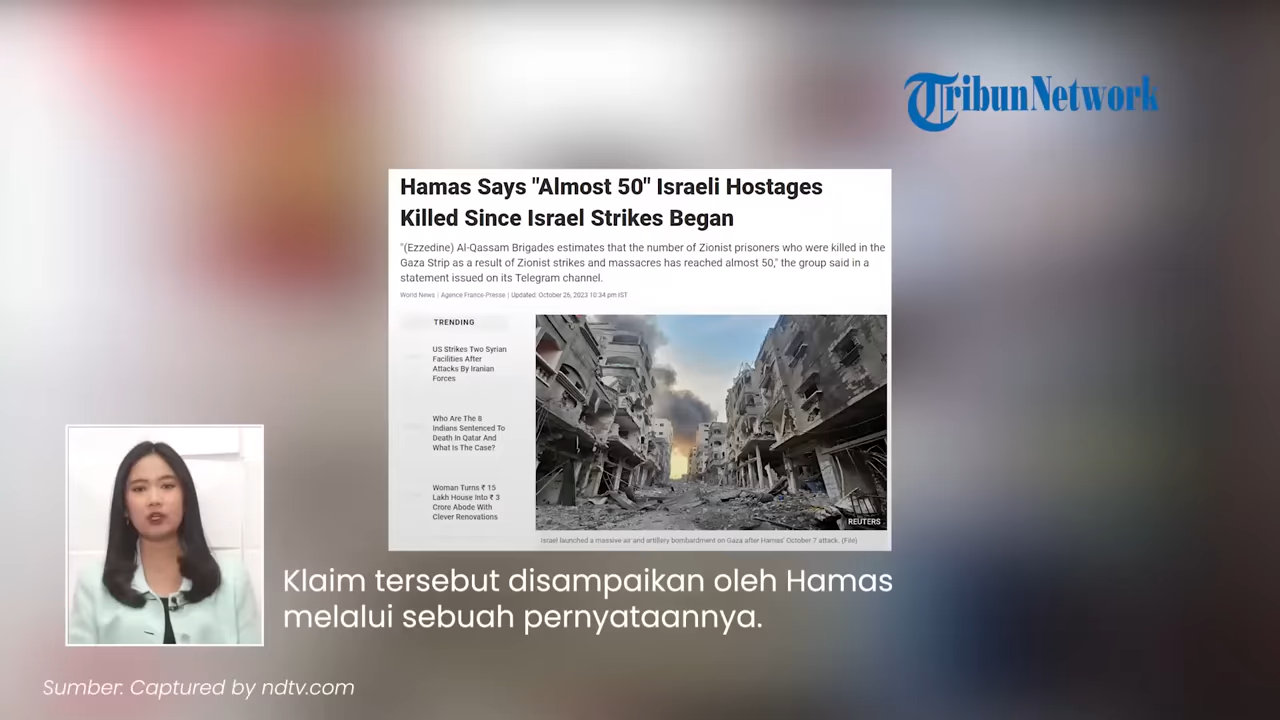 TribunNetwork
Hamas Says "Almost 50" Israeli Hostages
Killed Since Israel Strikes Began
"(Ezzedine) Al-Qassam Brigades estimates that the number of Zionist prisoners who were killed in the
Gaza Strip as a result of Zionist strikes and massacres has reached almost 50," the group said in a
statement issued on its Telegram channel.
World News | Agence France-Presse | Updated: October 26, 2023 10:34 pm IST
TRENDING
US Strikes Two Syrian
Facilities After
Attacks By Iranian
Forces
Who Are The 8
Indians Sentenced To
Death In Qatar And
What Is The Case?
Woman Turns ₹ 15
Lakh House Into ₹ 3
Crore Abode With
Clever Renovations
REUTERS
Israel launched a massive air and artillery bombardment on Gaza after Hamas' October 7 attack. (File)
Klaim tersebut disampaikan oleh Hamas
melalui sebuah pernyataannya.
Sumber: Captured by ndtv.com